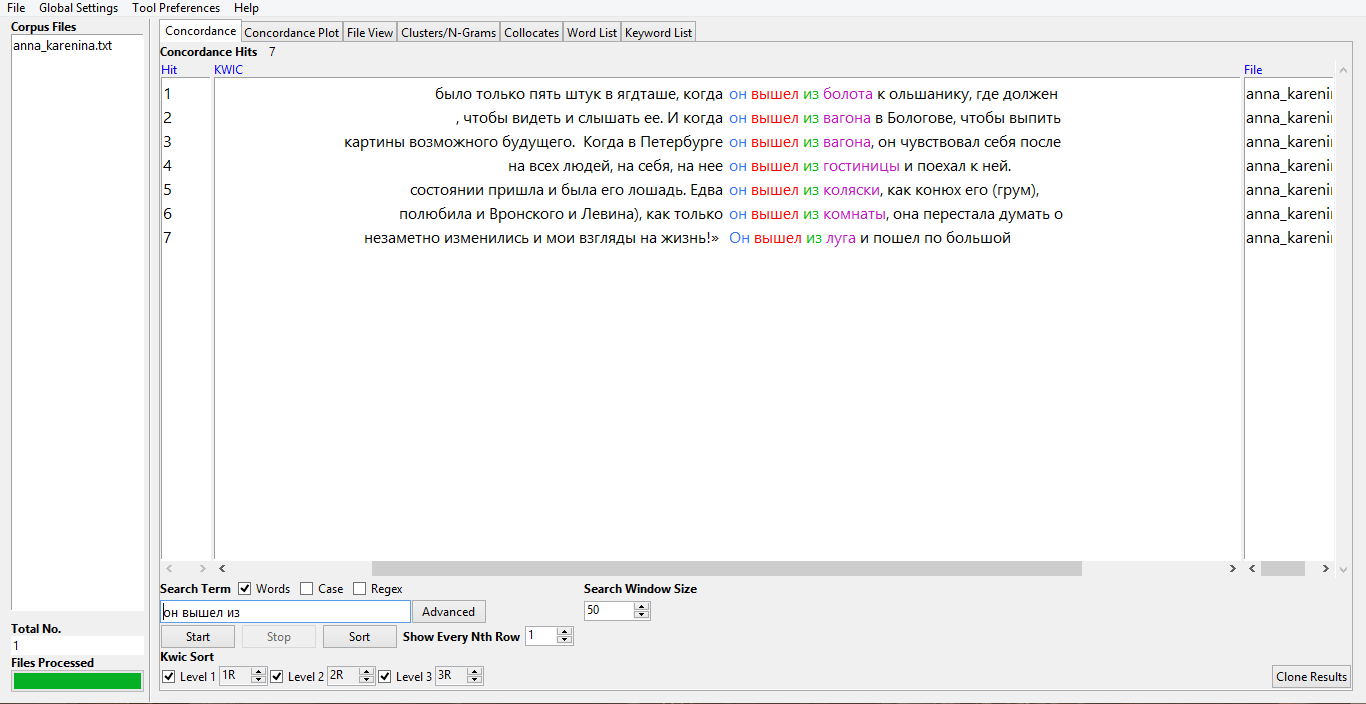 File Global Settings Tool Preferences Help
Corpus Files
anna_karenina.txt
Concordance Concordance Plot File View Clusters/N-Grams Collocates Word List Keyword List
Concordance Hits 7
Hit KWIC File
1 было только пять штук в ягдташе, когда он вышел из болота к ольшанику, где должен anna_kareni
2 , чтобы видеть и слышать ее. И когда он вышел из вагона в Бологове, чтобы выпить anna_kareni
3 картины возможного будущего. Когда в Петербурге он вышел из вагона, он чувствовал себя после anna_kareni
4 на всех людей, на себя, на нее он вышел из гостиницы и поехал к ней. anna_kareni
5 состоянии пришла и была его лошадь. Едва он вышел из коляски, как конюх его (грум), anna_kareni
6 полюбила и Вронского и Левина), как только он вышел из комнаты, она перестала думать о anna_kareni
7 незаметно изменились и мои взгляды на жизнь!» Он вышел из луга и пошел по большой anna_kareni
Search Term Words Case Regex Search Window Size
он вышел из Advanced 50
Start Stop Sort Show Every Nth Row 1
Kwic Sort
Level 1 1R Level 2 2R Level 3 3R Clone Results
Total No.
1
Files Processed